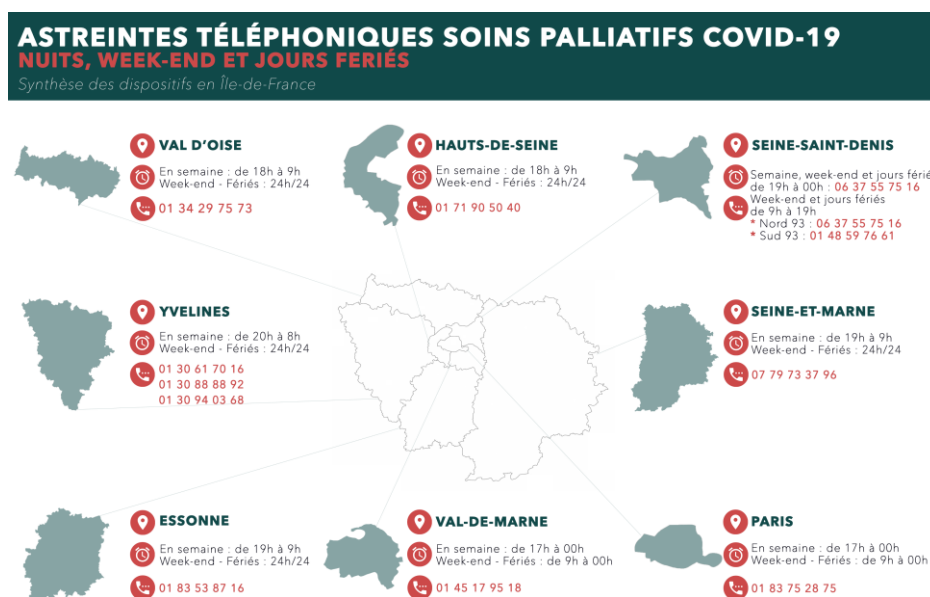 ASTREINTES TÉLÉPHONIQUES SOINS PALLIATIFS COVID-19
NUITS, WEEK-END ET JOURS FERIÉS
Synthèse des dispositifs en Île-de-France
VAL D'OISE
En semaine : de 18h à 9h
Week-end - Fériés : 24h/24
01 34 29 75 73
HAUTS-DE-SEINE
En semaine : de 18h à 9h
Week-end - Fériés : 24h/24
01 71 90 50 40
SEINE-SAINT-DENIS
Semaine, week-end et jours férié
de 19h à 00h : 06 37 55 75 16
Week-end et jours fériés
de 9h à 19h
* Nord 93 : 06 37 55 75 16
* Sud 93 : 01 48 59 76 61
YVELINES
En semaine : de 20h à 8h
Week-end - Fériés : 24h/24
01 30 61 70 16
01 30 88 88 92
01 30 94 03 68
SEINE-ET-MARNE
En semaine : de 19h à 9h
Week-end - Fériés : 24h/24
07 79 73 37 96
ESSONNE
En semaine : de 19h à 9h
Week-end - Fériés : 24h/24
01 83 53 87 16
VAL-DE-MARNE
En semaine : de 17h à 00h
Week-end - Fériés : de 9h à 00h
01 45 17 95 18
PARIS
En semaine : de 17h à 00h
Week-end - Fériés : de 9h à 00h
01 83 75 28 75